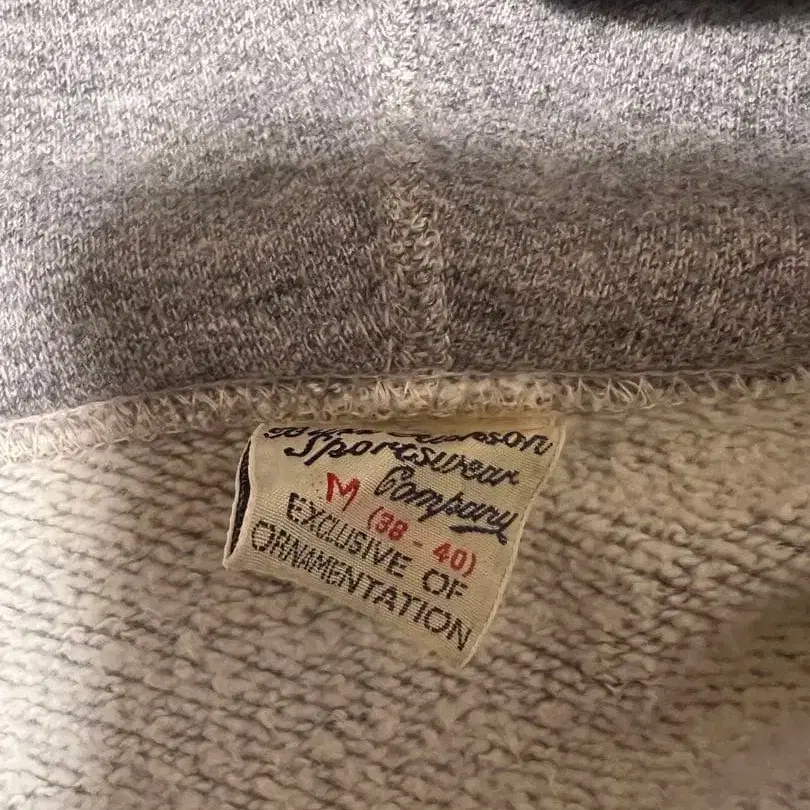 Sportswear
Company
M (38 - 40)
EXCLUSIVE OF
ORNAMENTATION